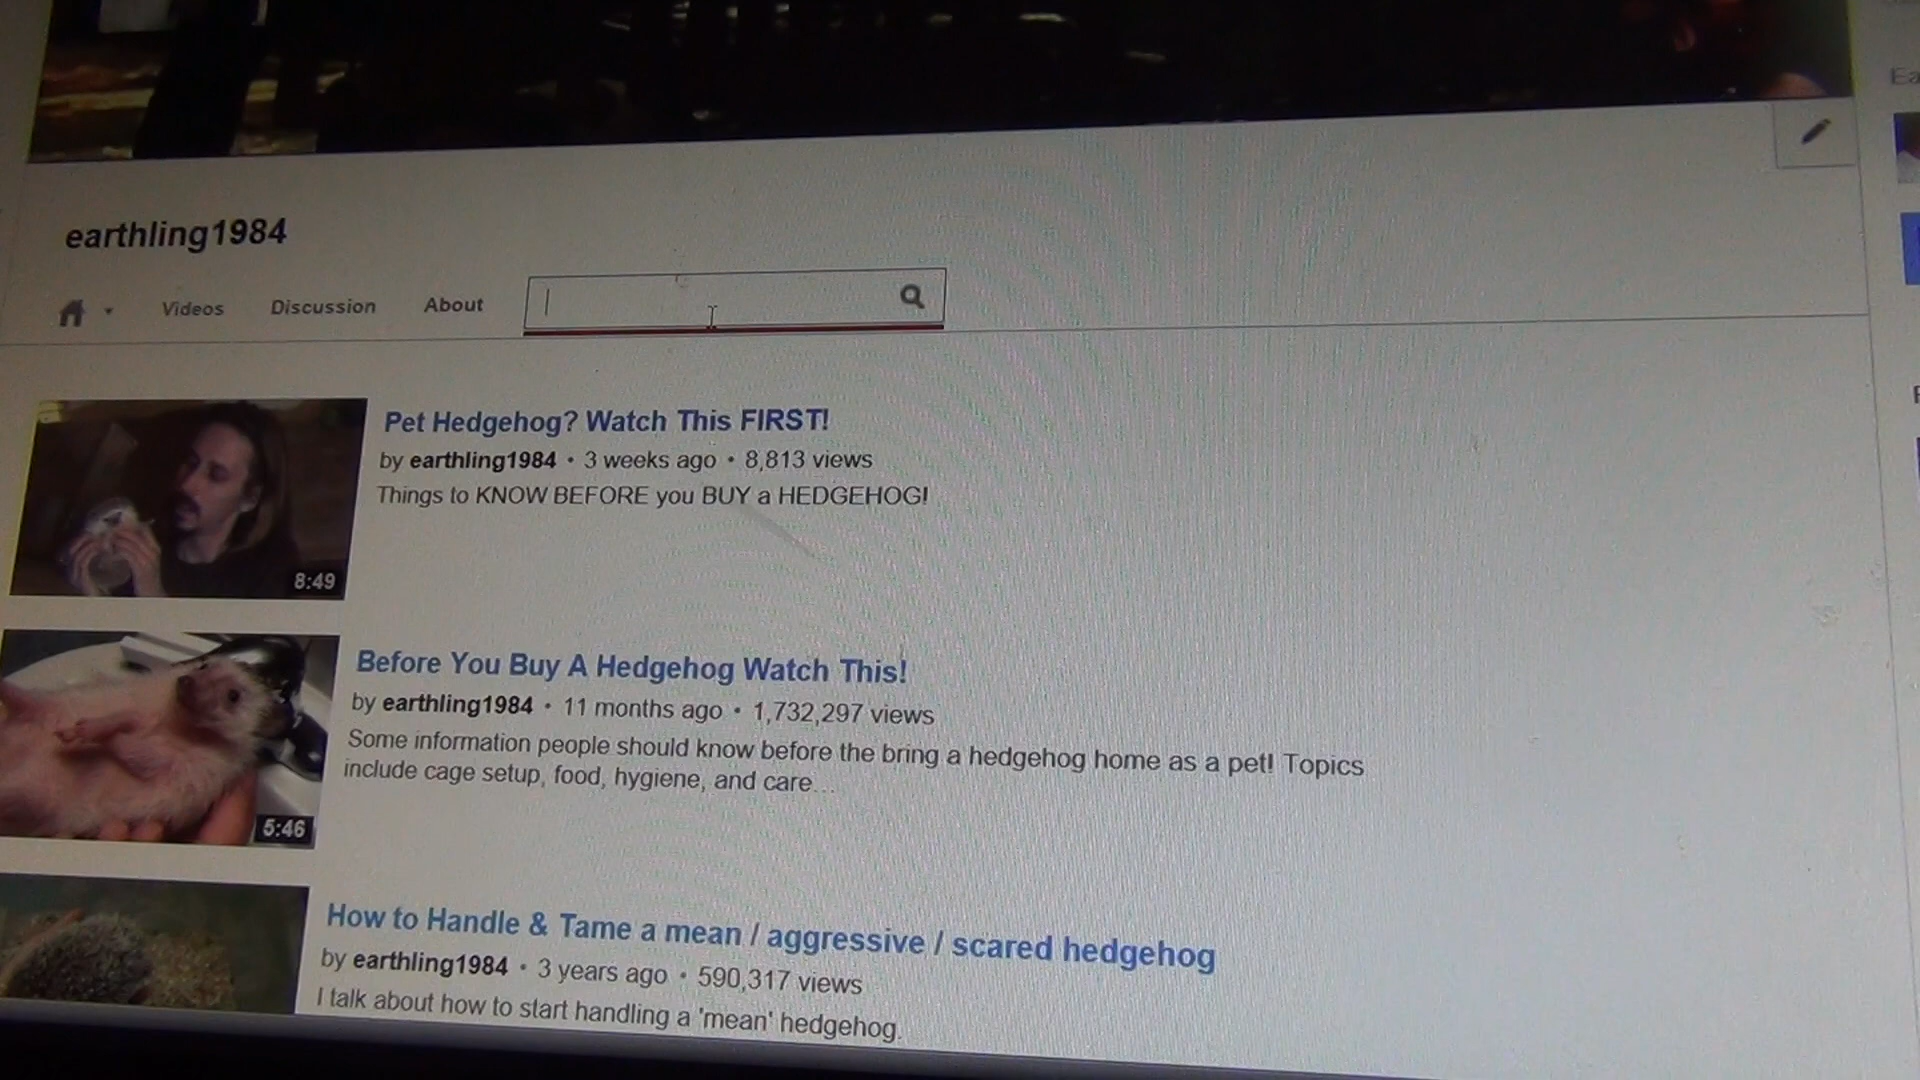 earthling1984
Videos
Discussion
About
Pet Hedgehog? Watch This FIRST!
by earthling1984 • 3 weeks ago • 8,813 views
Things to KNOW BEFORE you BUY a HEDGEHOG!
8:49
Before You Buy A Hedgehog Watch This!
by earthling1984 • 11 months ago • 1,732,297 views
Some information people should know before the bring a hedgehog home as a pet! Topics
include cage setup, food, hygiene, and care...
5:46
How to Handle & Tame a mean / aggressive / scared hedgehog
by earthling1984 • 3 years ago • 590,317 views
I talk about how to start handling a 'mean' hedgehog.